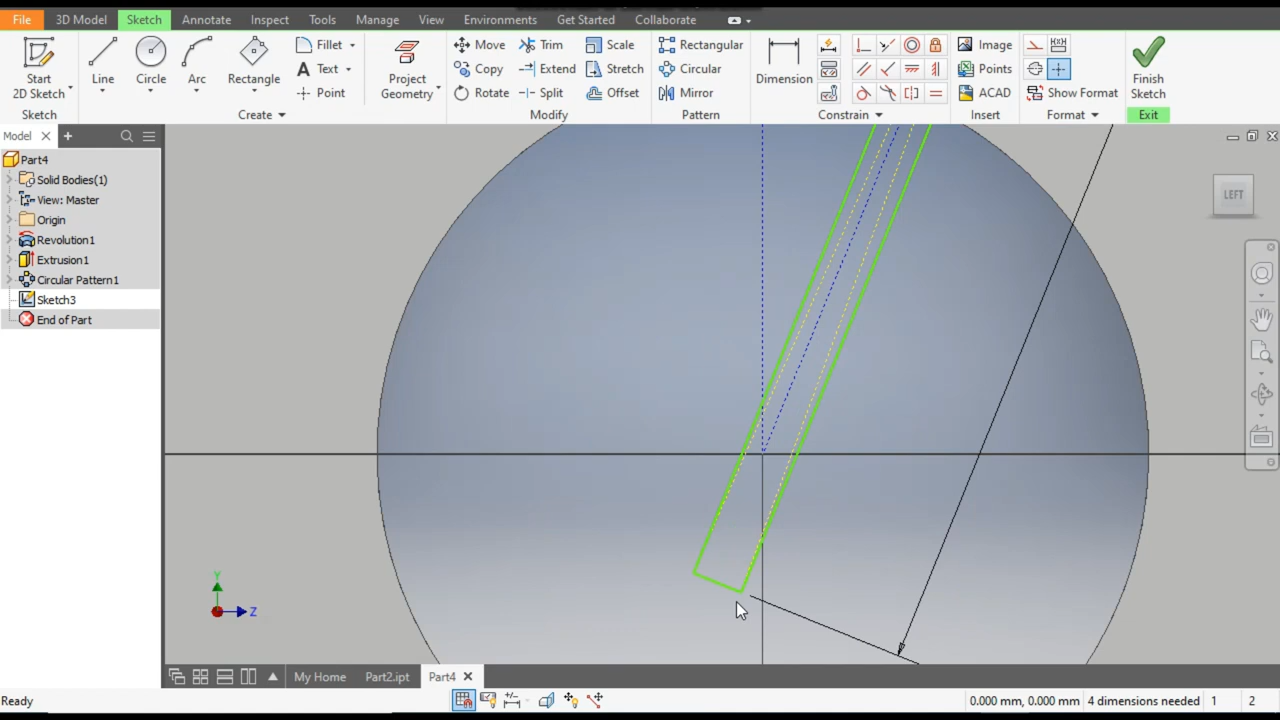 File 3D Model Sketch Annotate Inspect Tools Manage View Environments Get Started Collaborate
Start 2D Sketch
Line
Circle
Arc
Rectangle
Fillet
Text
Point
Project Geometry
Move
Copy
Rotate
Trim
Extend
Split
Scale
Stretch
Offset
Rectangular
Circular
Mirror
Dimension
Image
Points
ACAD
Show Format
Finish Sketch
Sketch Create Modify Pattern Constrain Insert Format Exit
Model
Part4
Solid Bodies(1)
View: Master
Origin
Revolution1
Extrusion1
Circular Pattern1
Sketch3
End of Part
LEFT
Y
Z
My Home Part2.ipt Part4
Ready 0.000 mm, 0.000 mm 4 dimensions needed 1 2